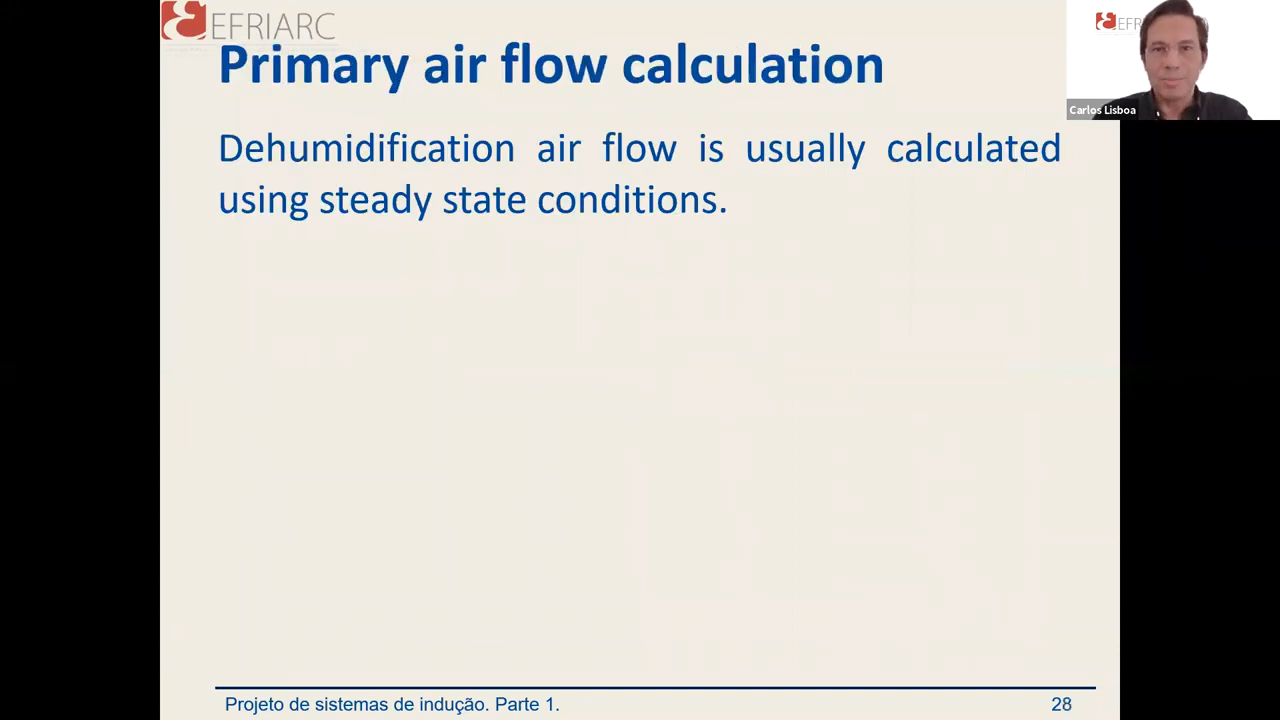 EFRIARC
Primary air flow calculation
Dehumidification air flow is usually calculated
using steady state conditions.
Projeto de sistemas de indução. Parte 1.
28
EFRI
Carlos Lisboa